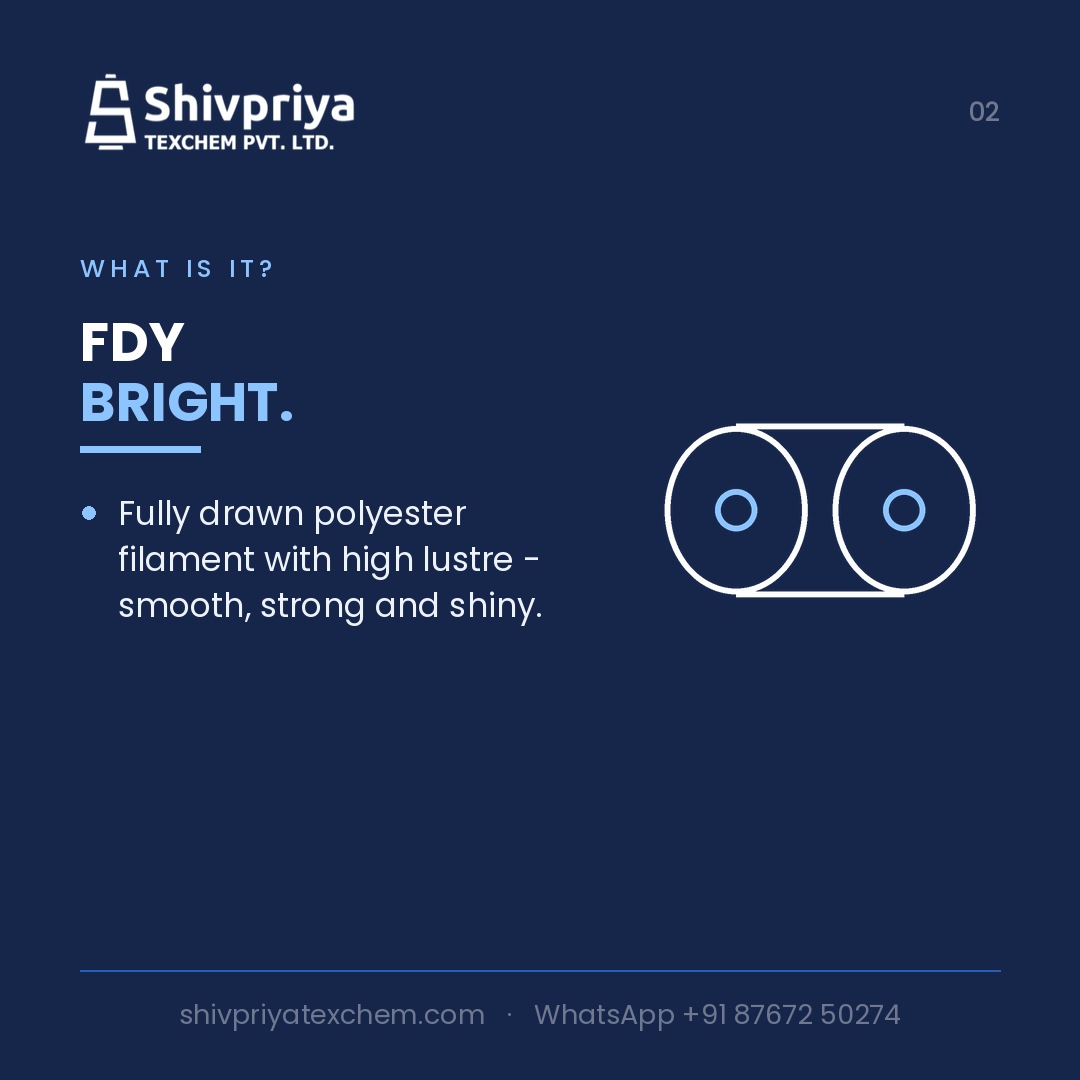 Shivpriya
TEXCHEM PVT. LTD.
02
WHAT IS IT?
FDY
BRIGHT.
Fully drawn polyester
filament with high lustre –
smooth, strong and shiny.
shivpriyatexchem.com · WhatsApp +91 87672 50274